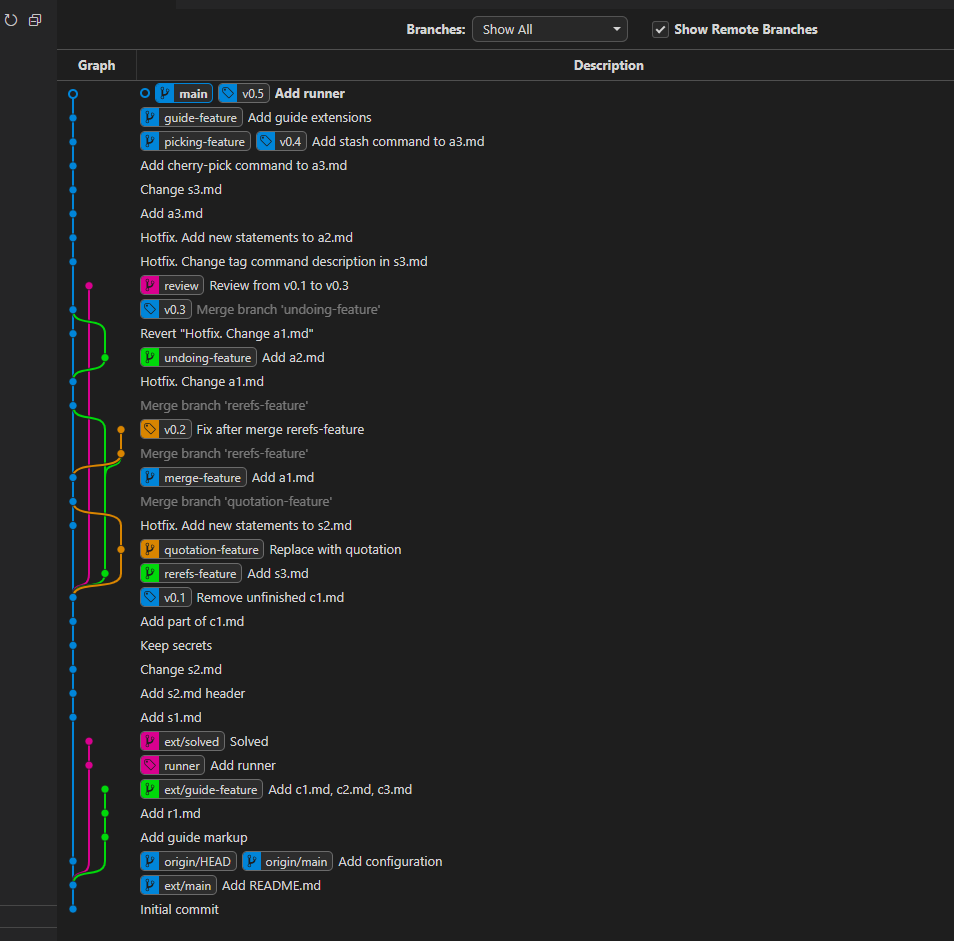 Branches: Show All Show Remote Branches
Graph Description
main v0.5 Add runner
guide-feature Add guide extensions
picking-feature v0.4 Add stash command to a3.md
Add cherry-pick command to a3.md
Change s3.md
Add a3.md
Hotfix. Add new statements to a2.md
Hotfix. Change tag command description in s3.md
review Review from v0.1 to v0.3
v0.3 Merge branch 'undoing-feature'
Revert "Hotfix. Change a1.md"
undoing-feature Add a2.md
Hotfix. Change a1.md
Merge branch 'rerefs-feature'
v0.2 Fix after merge rerefs-feature
Merge branch 'rerefs-feature'
merge-feature Add a1.md
Merge branch 'quotation-feature'
Hotfix. Add new statements to s2.md
quotation-feature Replace with quotation
rerefs-feature Add s3.md
v0.1 Remove unfinished c1.md
Add part of c1.md
Keep secrets
Change s2.md
Add s2.md header
Add s1.md
ext/solved Solved
runner Add runner
ext/guide-feature Add c1.md, c2.md, c3.md
Add r1.md
Add guide markup
origin/HEAD origin/main Add configuration
ext/main Add README.md
Initial commit